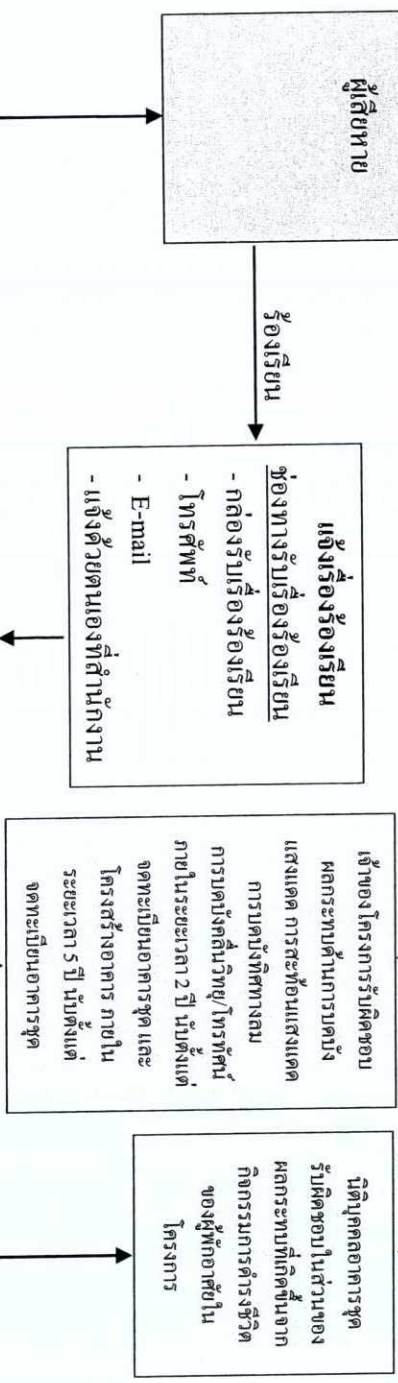 ผู้เสียหาย
ร้องเรียน
แจ้งเรื่องร้องเรียน
ช่องทางรับเรื่องร้องเรียน
- กล่องรับเรื่องร้องเรียน
- โทรศัพท์
- E-mail
- แจ้งด้วยตนเองที่สำนักงาน
เจ้าของโครงการรับผิดชอบ
ผลกระทบด้านการบดบัง
แสงแดด การสะท้อนแสงแดด
การบดบังทิศทางลม
การบดบังคลื่นวิทยุ/โทรทัศน์
ภายในระยะเวลา 2 ปี นับตั้งแต่
จดทะเบียนอาคารชุด และ
โครงสร้างอาคาร ภายใน
ระยะเวลา 5 ปี นับตั้งแต่
จดทะเบียนอาคารชุด
นิติบุคคลอาคารชุด
รับผิดชอบในส่วนของ
ผลกระทบที่เกิดขึ้นจาก
กิจกรรมการดำรงชีวิต
ของผู้พักอาศัยใน
โครงการ